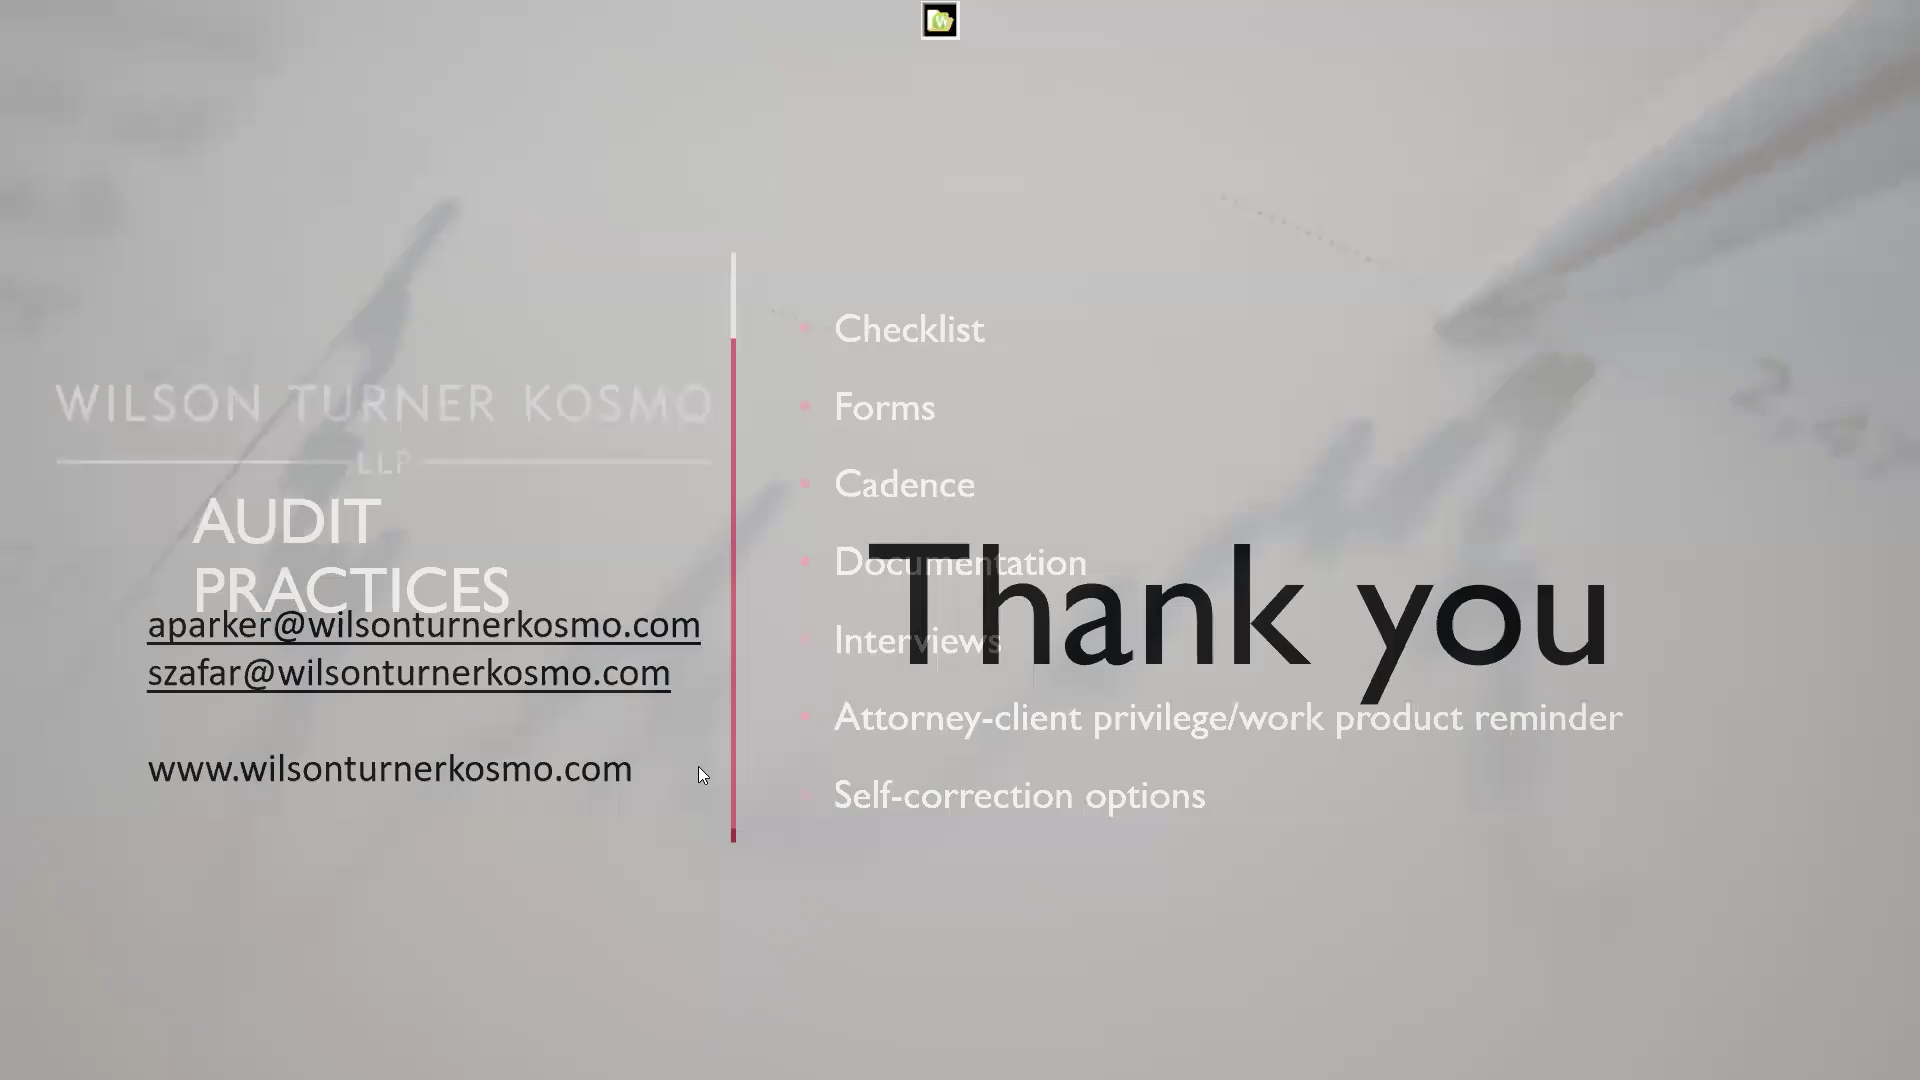 WILSON TURNER KOSMO
LLP
AUDIT
PRACTICES
aparker@wilsonturnerkosmo.com
szafar@wilsonturnerkosmo.com
www.wilsonturnerkosmo.com
• Checklist
• Forms
• Cadence
• Documentation
• Interviews
• Attorney-client privilege/work product reminder
• Self-correction options
Thank you